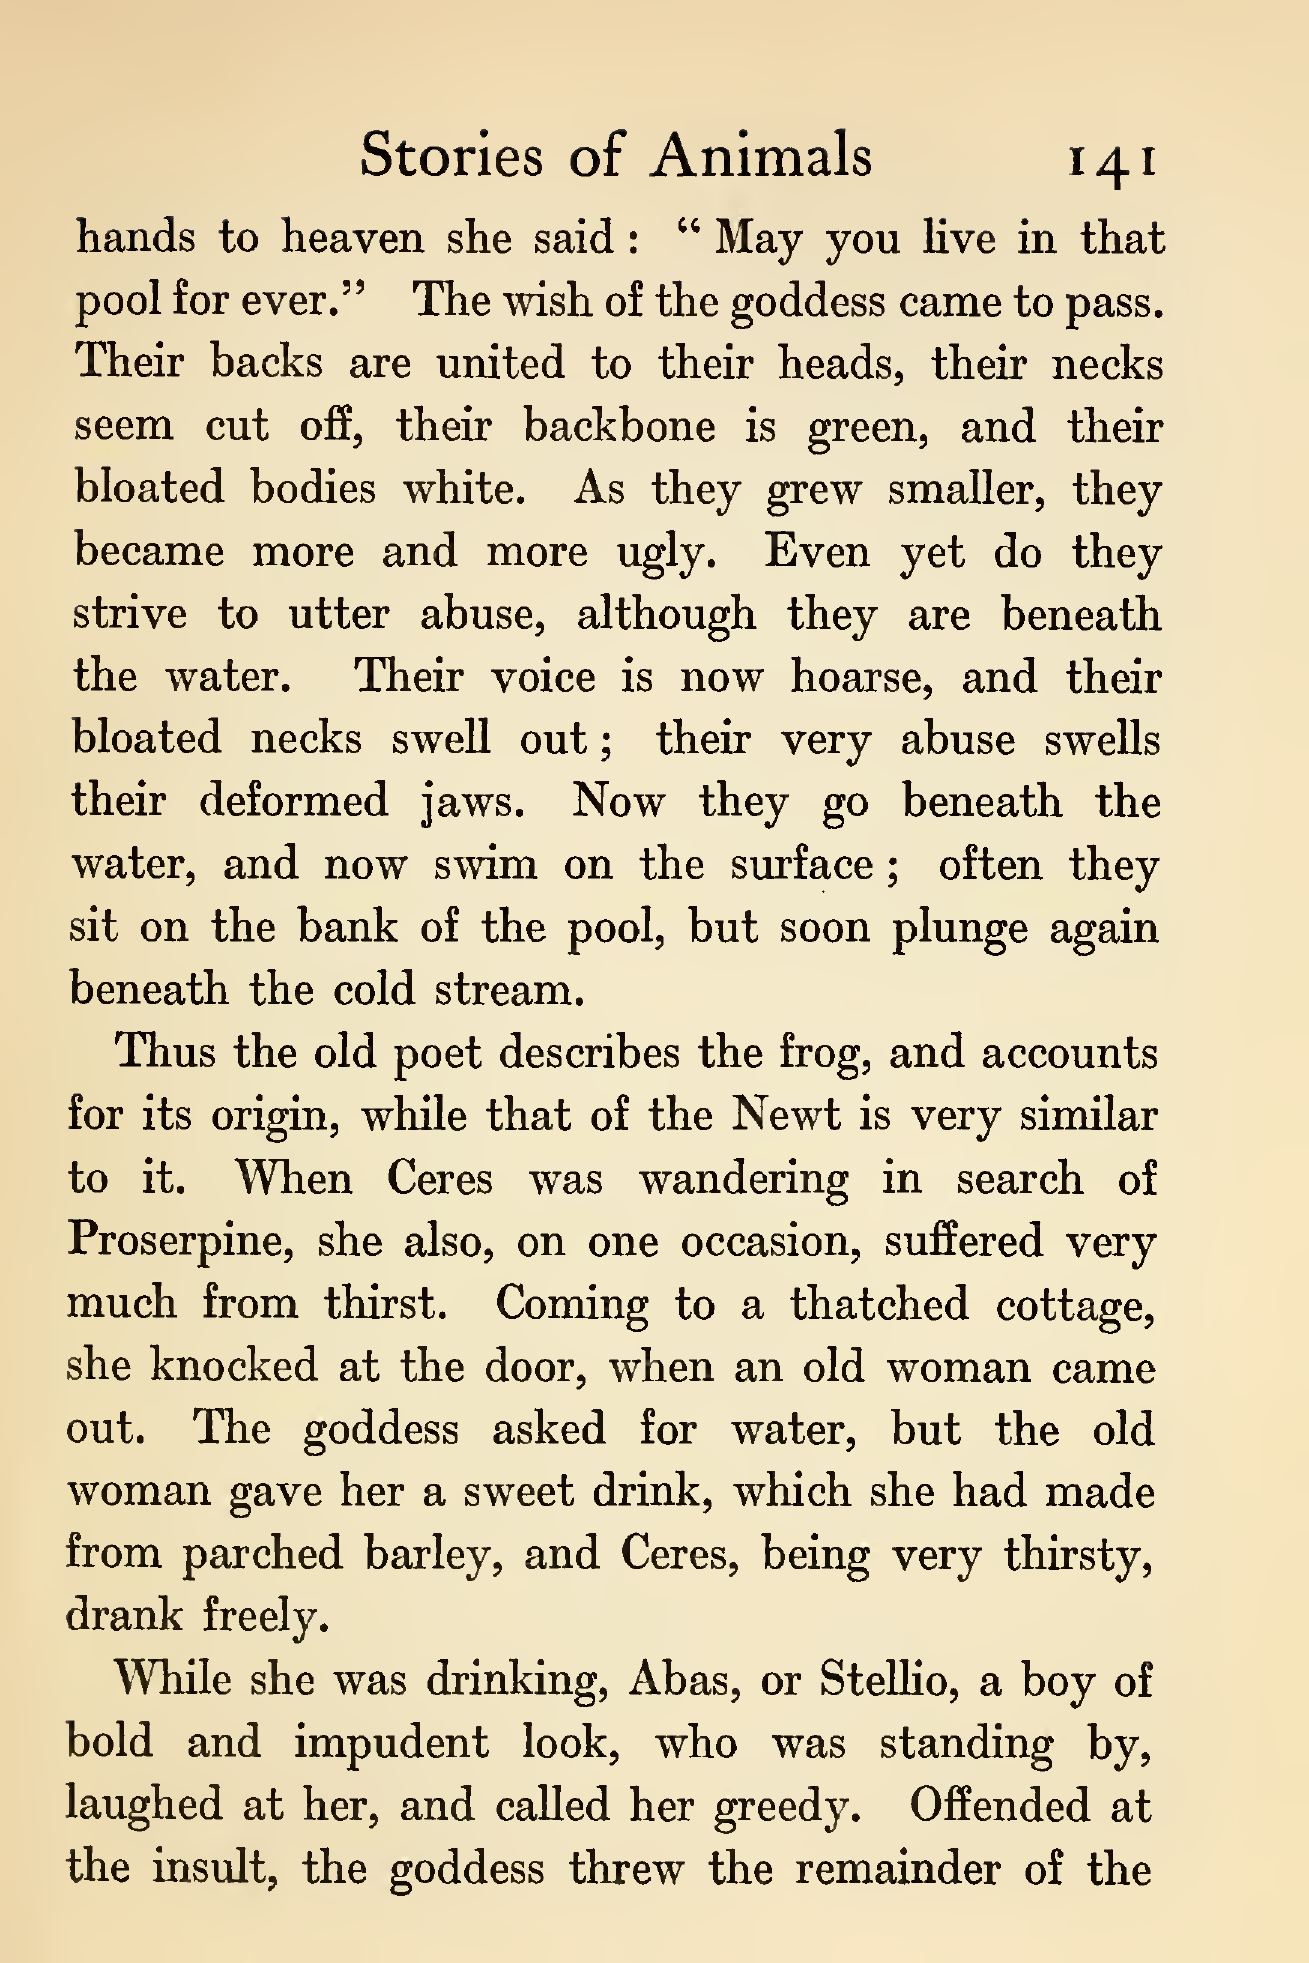 Stories of Animals 141
hands to heaven she said : “ May you live in that
pool for ever.” The wish of the goddess came to pass.
Their backs are united to their heads, their necks
seem cut off, their backbone is green, and their
bloated bodies white. As they grew smaller, they
became more and more ugly. Even yet do they
strive to utter abuse, although they are beneath
the water. Their voice is now hoarse, and their
bloated necks swell out ; their very abuse swells
their deformed jaws. Now they go beneath the
water, and now swim on the surface ; often they
sit on the bank of the pool, but soon plunge again
beneath the cold stream.
Thus the old poet describes the frog, and accounts
for its origin, while that of the Newt is very similar
to it. When Ceres was wandering in search of
Proserpine, she also, on one occasion, suffered very
much from thirst. Coming to a thatched cottage,
she knocked at the door, when an old woman came
out. The goddess asked for water, but the old
woman gave her a sweet drink, which she had made
from parched barley, and Ceres, being very thirsty,
drank freely.
While she was drinking, Abas, or Stellio, a boy of
bold and impudent look, who was standing by,
laughed at her, and called her greedy. Offended at
the insult, the goddess threw the remainder of the